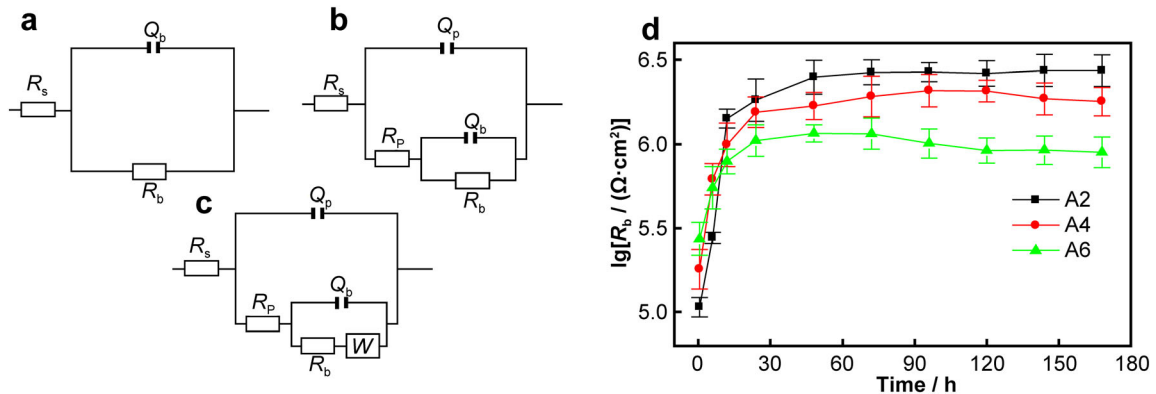 a
Q_b
R_s
R_b
b
Q_p
R_s
Q_b
R_P
R_b
c
Q_p
R_s
Q_b
R_P
R_b
W
d
lg[R_b / (Ω·cm²)]
6.5
6.0
5.5
5.0
A2
A4
A6
0 30 60 90 120 150 180
Time / h